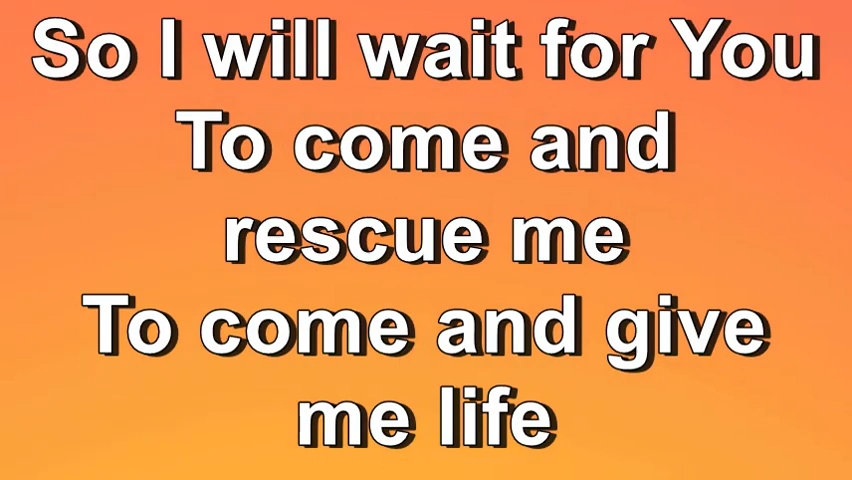 So I will wait for You
To come and
rescue me
To come and give
me life